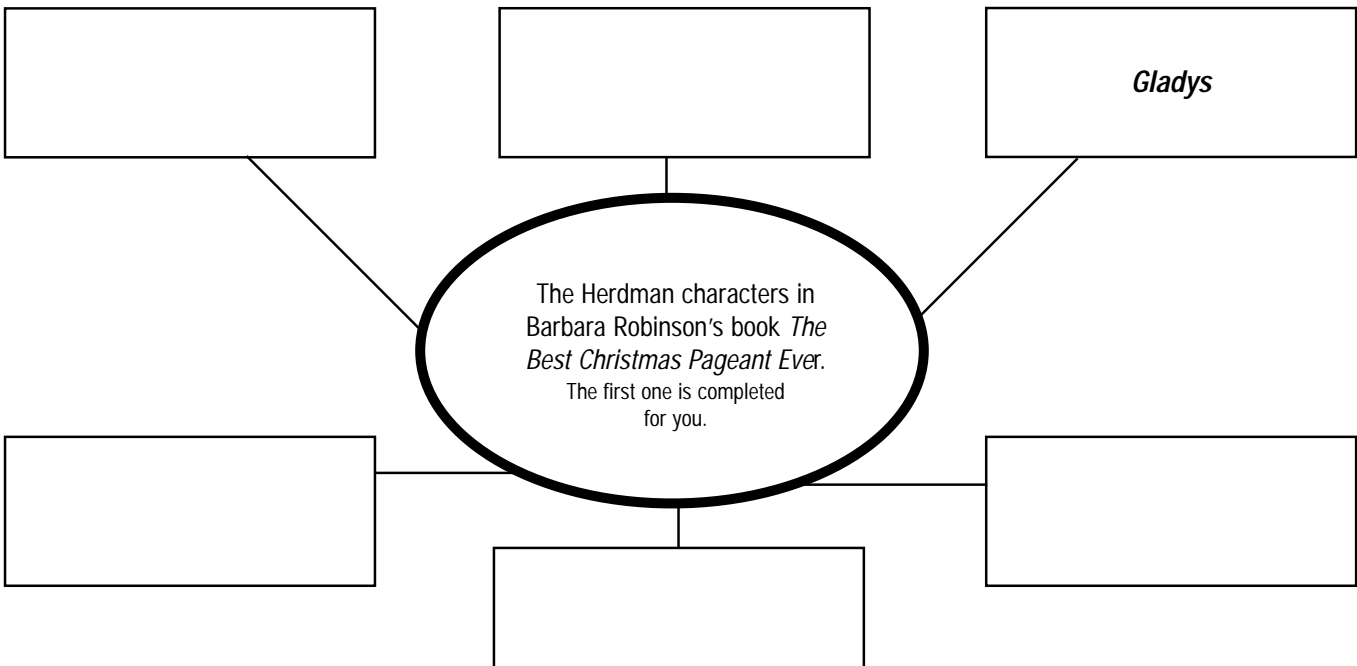 Gladys
The Herdman characters in
Barbara Robinson's book The
Best Christmas Pageant Ever.
The first one is completed
for you.